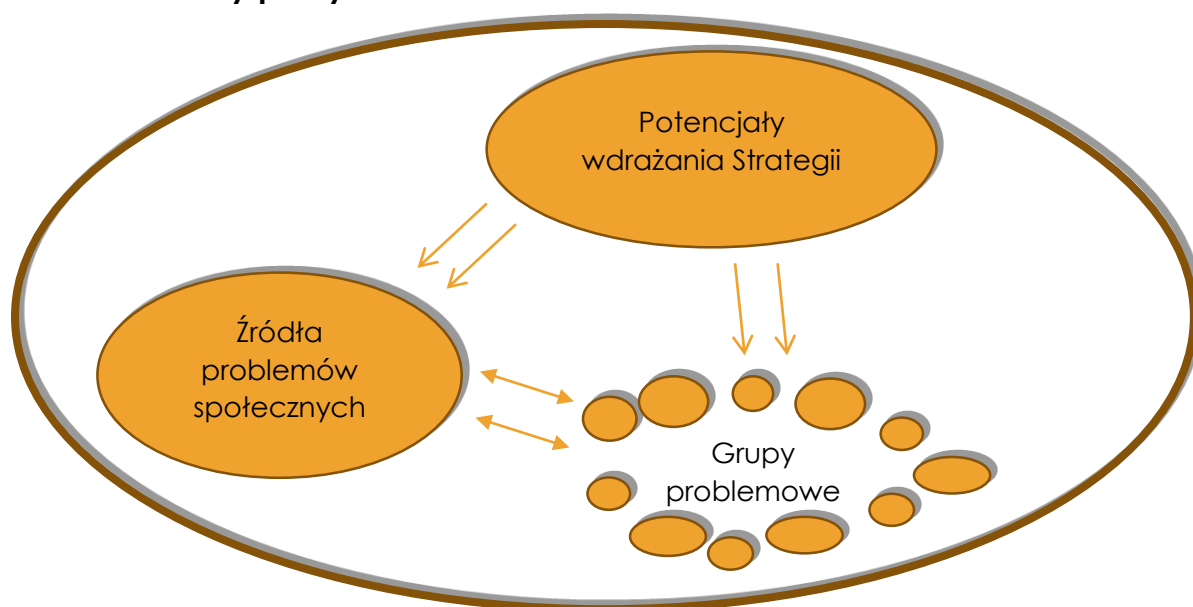 Potencjały
wdrażania Strategii
Źródła
problemów
społecznych
Grupy
problemowe